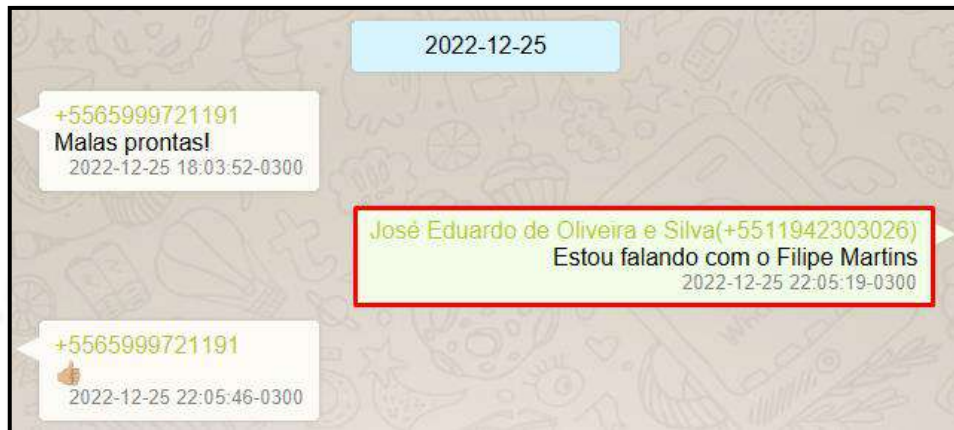 2022-12-25
+5565999721191
Malas prontas!
2022-12-25 18:03:52-0300
José Eduardo de Oliveira e Silva(+5511942303026)
Estou falando com o Filipe Martins
2022-12-25 22:05:19-0300
+5565999721191
👍🏼
2022-12-25 22:05:46-0300